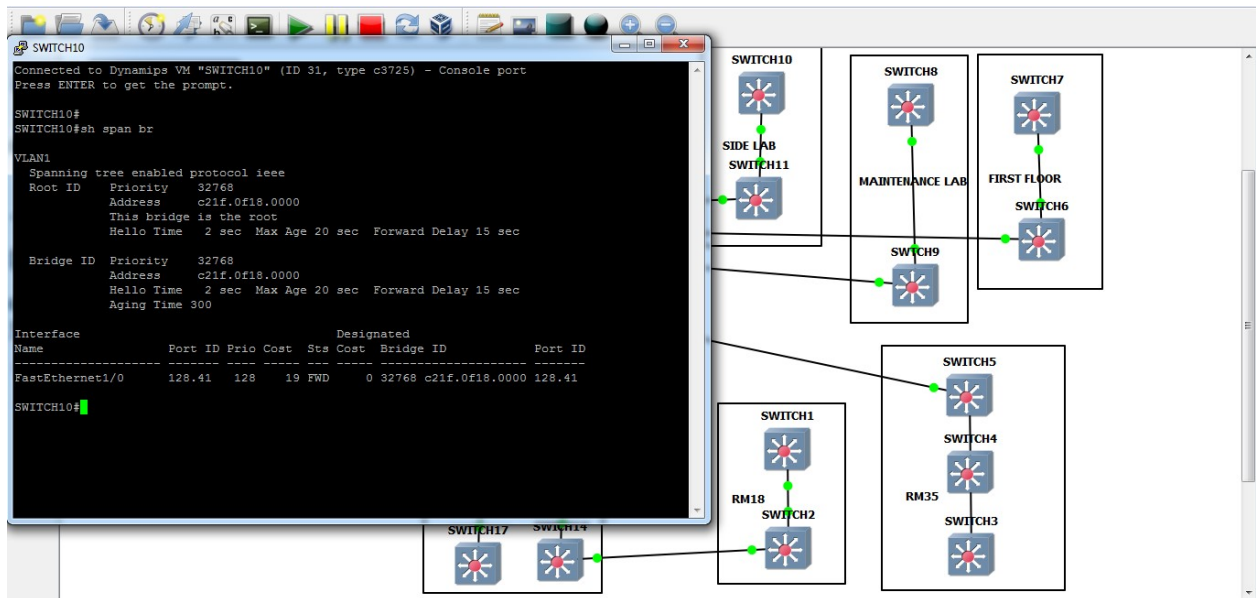 SWITCH10
Connected to Dynamips VM "SWITCH10" (ID 31, type c3725) - Console port
Press ENTER to get the prompt.
SWITCH10#
SWITCH10#sh span br
VLAN1
Spanning tree enabled protocol ieee
Root ID Priority 32768
Address c21f.0f18.0000
This bridge is the root
Hello Time 2 sec Max Age 20 sec Forward Delay 15 sec
Bridge ID Priority 32768
Address c21f.0f18.0000
Hello Time 2 sec Max Age 20 sec Forward Delay 15 sec
Aging Time 300
Interface Designated
Name Port ID Prio Cost Sts Cost Bridge ID Port ID
-------------------- ------- ---- ---- --- ---- -------------------- -------
FastEthernet1/0 128.41 128 19 FWD 0 32768 c21f.0f18.0000 128.41
SWITCH10#
SWITCH10
SIDE LAB
SWITCH11
SWITCH8
MAINTENANCE LAB
SWTCH9
SWITCH7
FIRST FLOOR
SWITCH6
SWITCH5
SWITCH4
RM35
SWITCH3
SWITCH1
RM18
SWITCH2
SWITCH17
SWITCH14